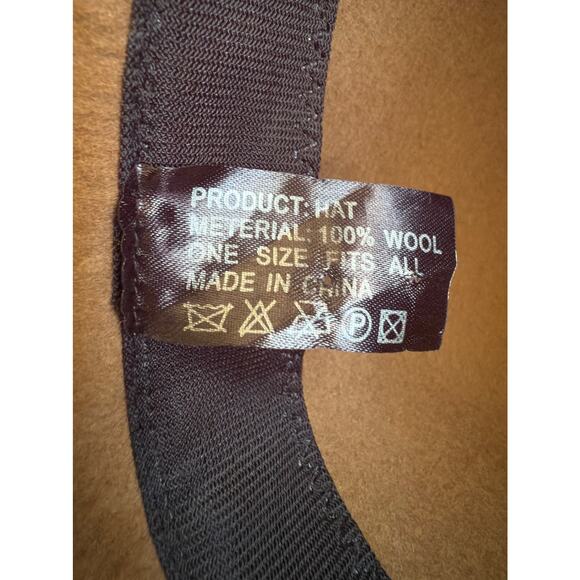 PRODUCT: HAT
METERIAL: 100% WOOL
ONE SIZE FITS ALL
MADE IN CHINA
P